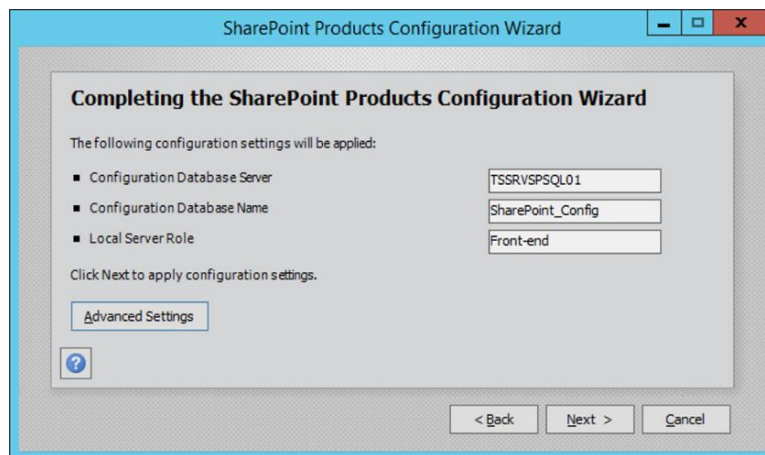 SharePoint Products Configuration Wizard
Completing the SharePoint Products Configuration Wizard
The following configuration settings will be applied:
Configuration Database Server TSSRVSPSQL01
Configuration Database Name SharePoint_Config
Local Server Role Front-end
Click Next to apply configuration settings.
Advanced Settings
?
< Back Next > Cancel